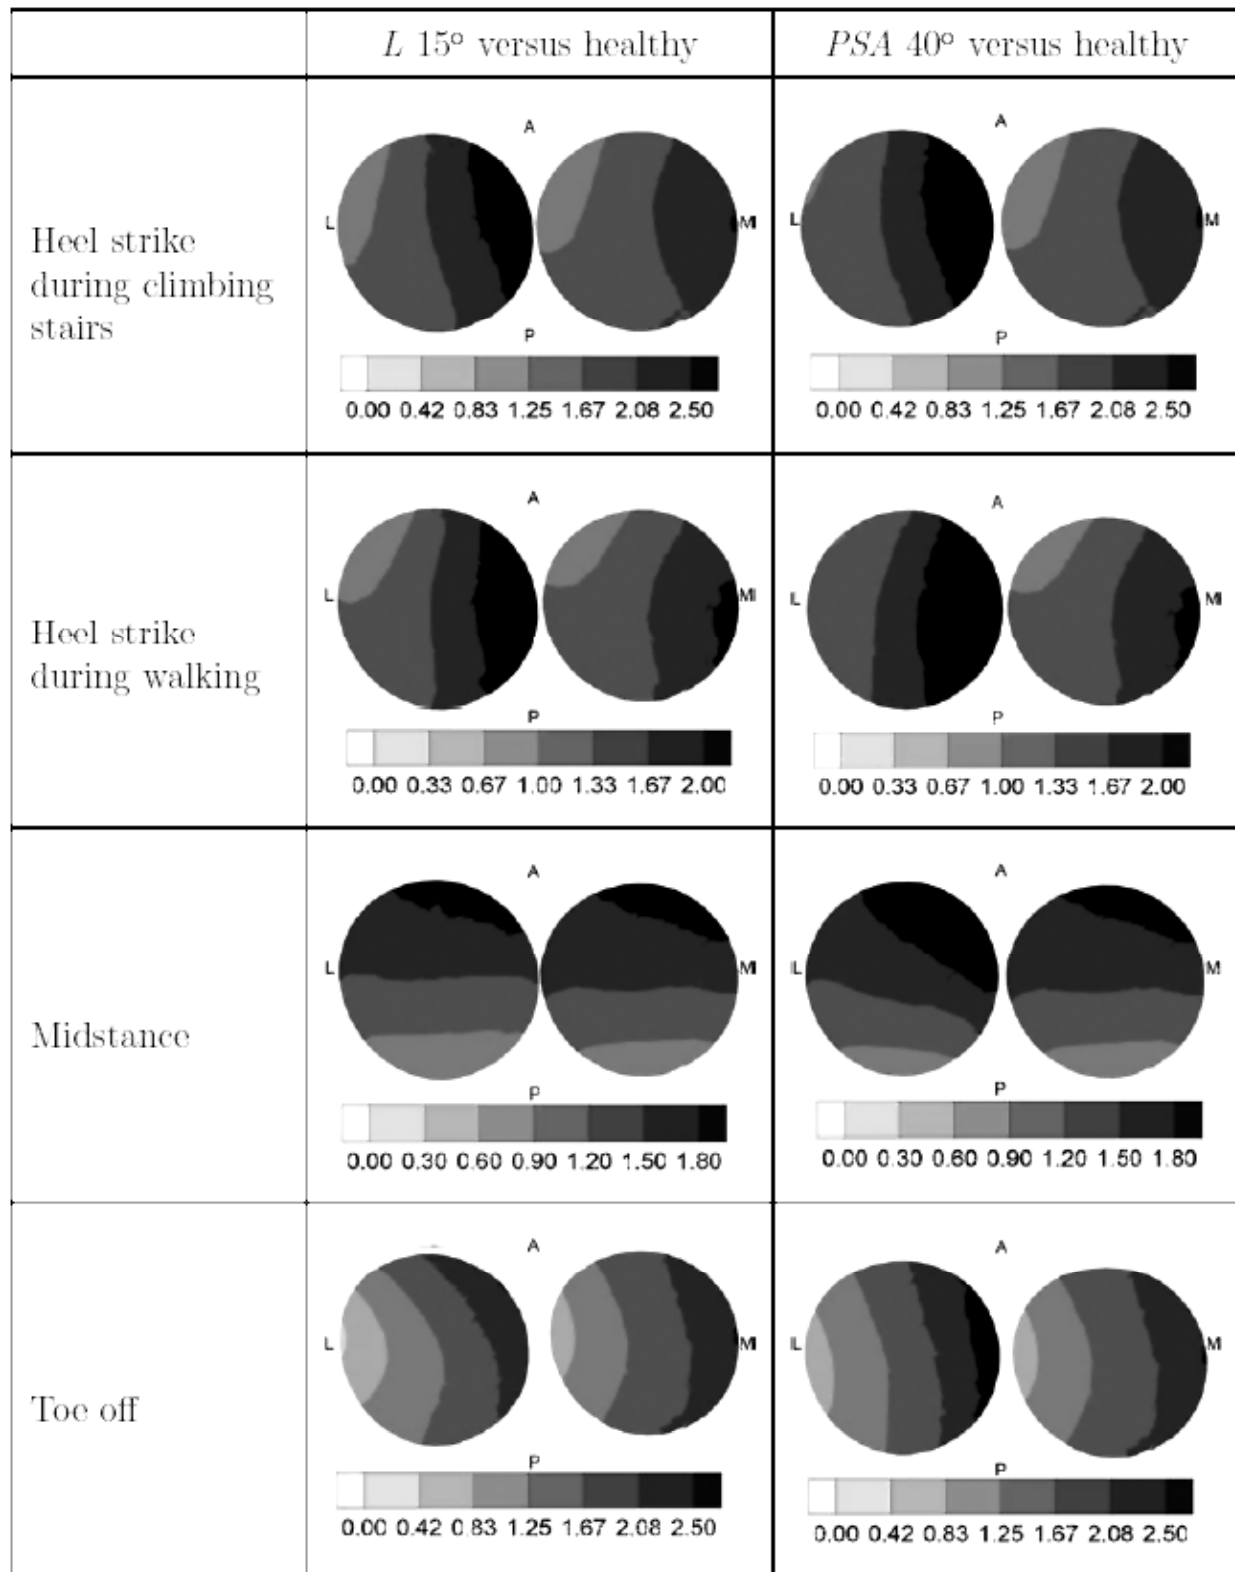 L 15° versus healthy PSA 40° versus healthy
A A
L M L M
Heel strike
during climbing
stairs
P P
0.00 0.42 0.83 1.25 1.67 2.08 2.50 0.00 0.42 0.83 1.25 1.67 2.08 2.50
A A
L M L M
Heel strike
during walking
P P
0.00 0.33 0.67 1.00 1.33 1.67 2.00 0.00 0.33 0.67 1.00 1.33 1.67 2.00
A A
L M L M
Midstance
P P
0.00 0.30 0.60 0.90 1.20 1.50 1.80 0.00 0.30 0.60 0.90 1.20 1.50 1.80
A A
L M L M
Toe off
P P
0.00 0.42 0.83 1.25 1.67 2.08 2.50 0.00 0.42 0.83 1.25 1.67 2.08 2.50